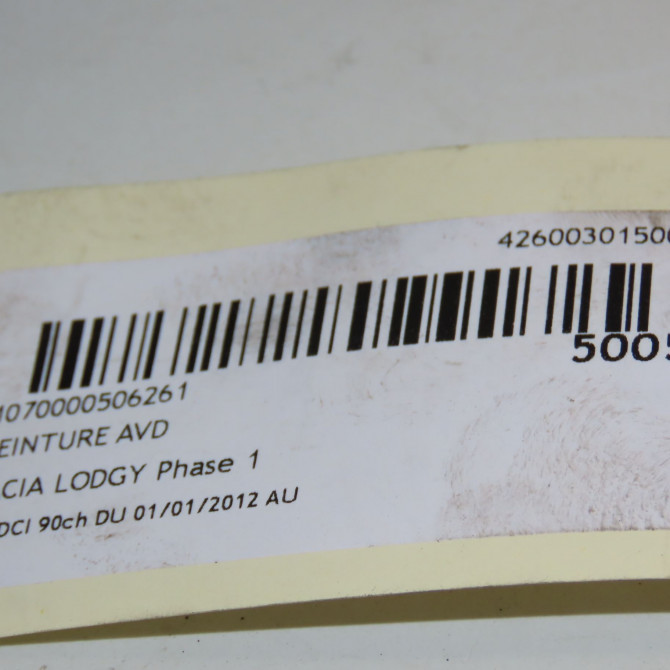 42600301500
5005
1070000506261
EINTURE AVD
CIA LODGY Phase 1
DCI 90ch DU 01/01/2012 AU